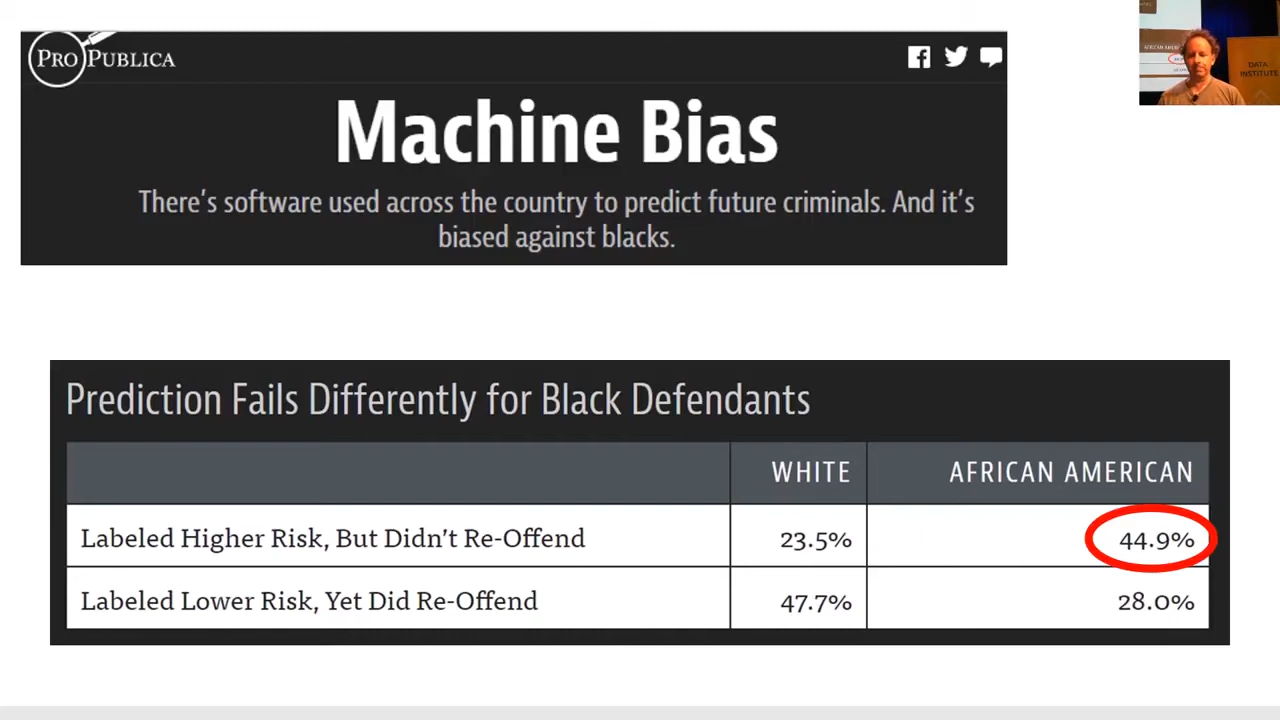 PROPUBLICA
Machine Bias
There's software used across the country to predict future criminals. And it's
biased against blacks.
Prediction Fails Differently for Black Defendants
WHITE AFRICAN AMERICAN
Labeled Higher Risk, But Didn't Re-Offend 23.5% 44.9%
Labeled Lower Risk, Yet Did Re-Offend 47.7% 28.0%
DATA
INSTITUTE